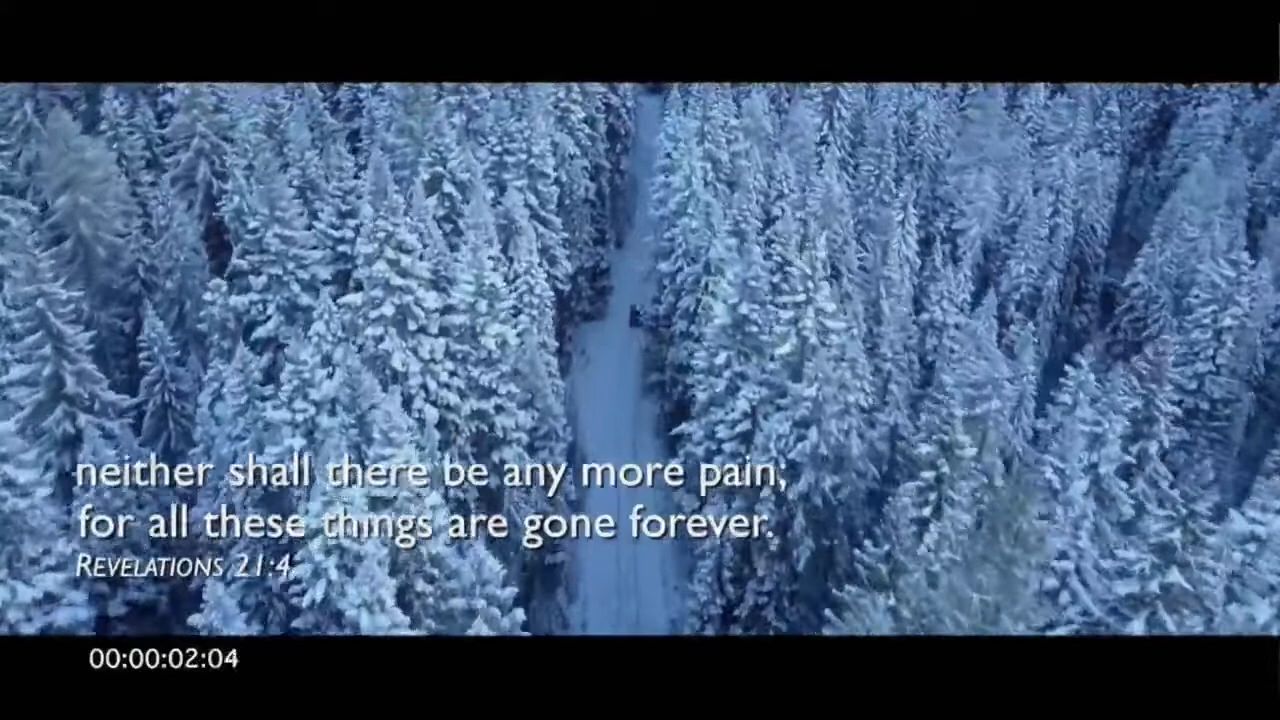 neither shall there be any more pain;
for all these things are gone forever.
REVELATIONS 21:4
00:00:02:04